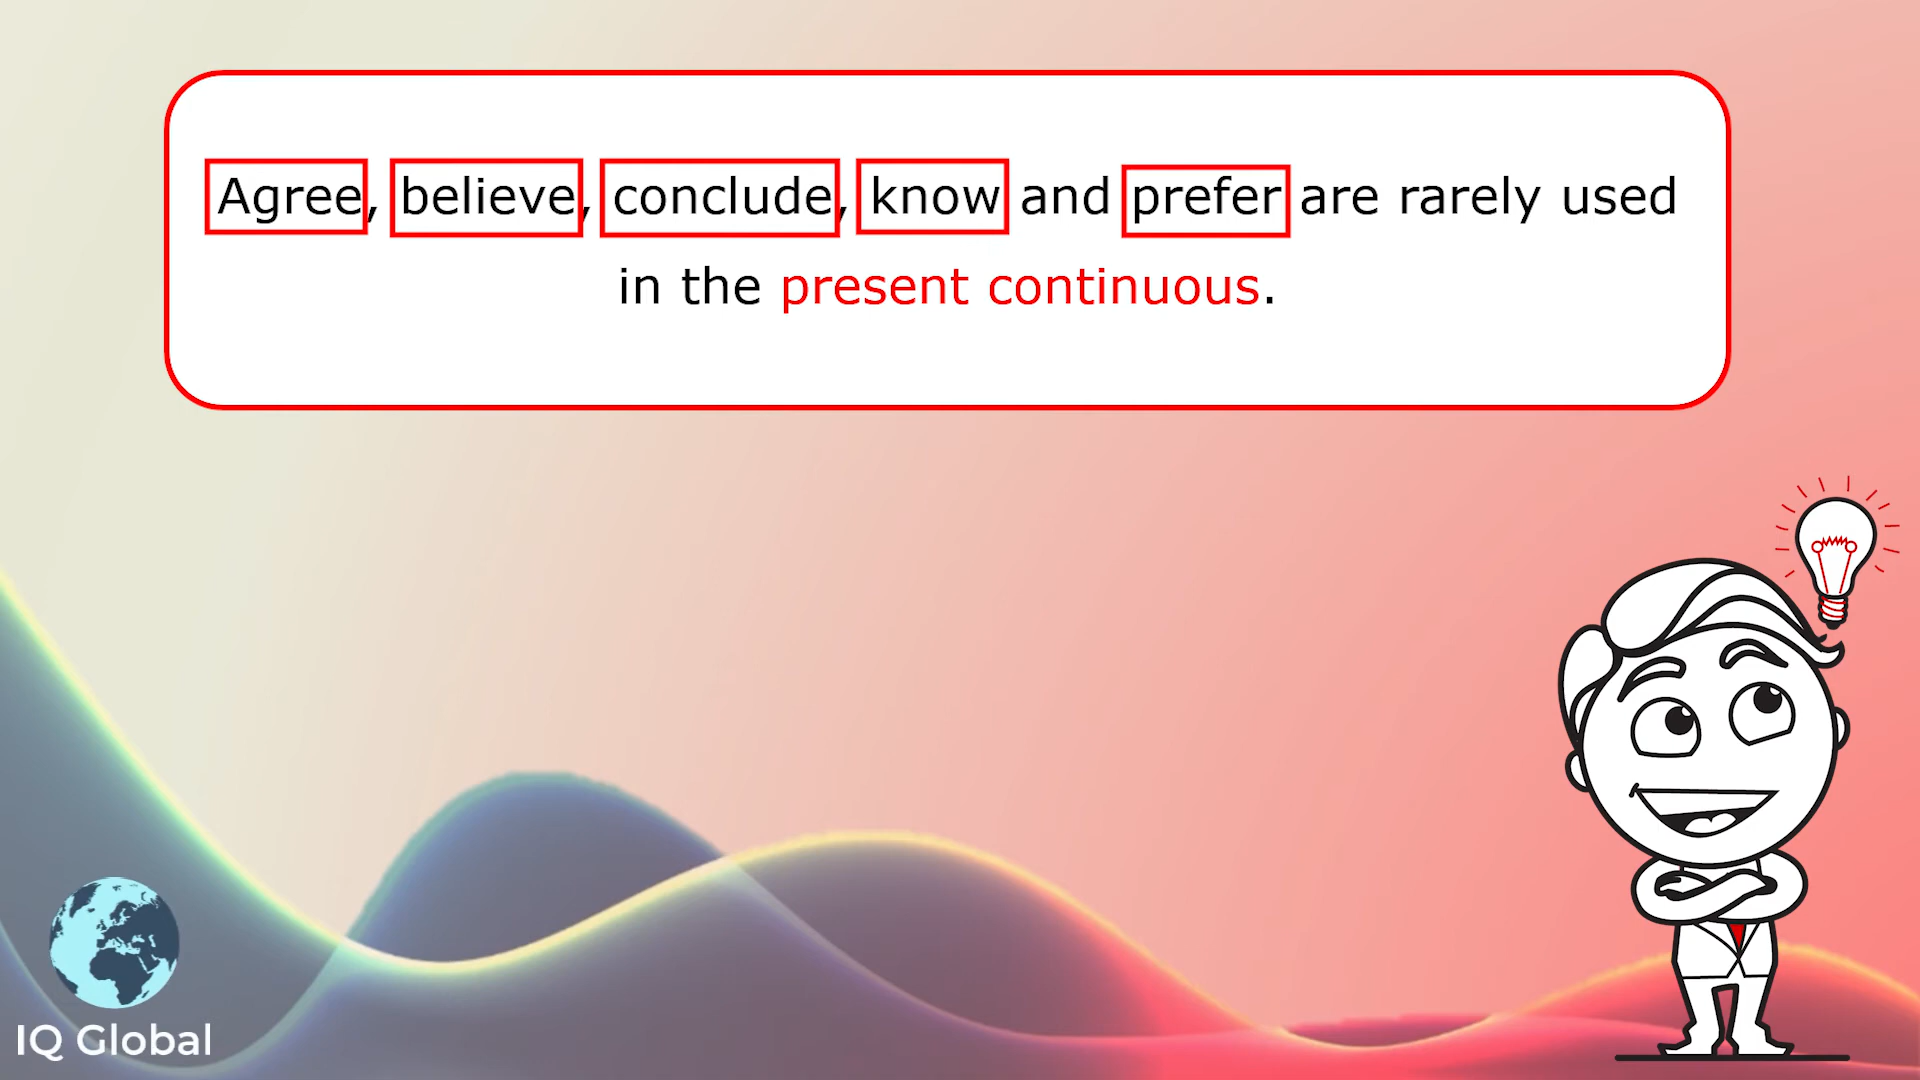 Agree, believe, conclude, know and prefer are rarely used
in the present continuous.
IQ Global